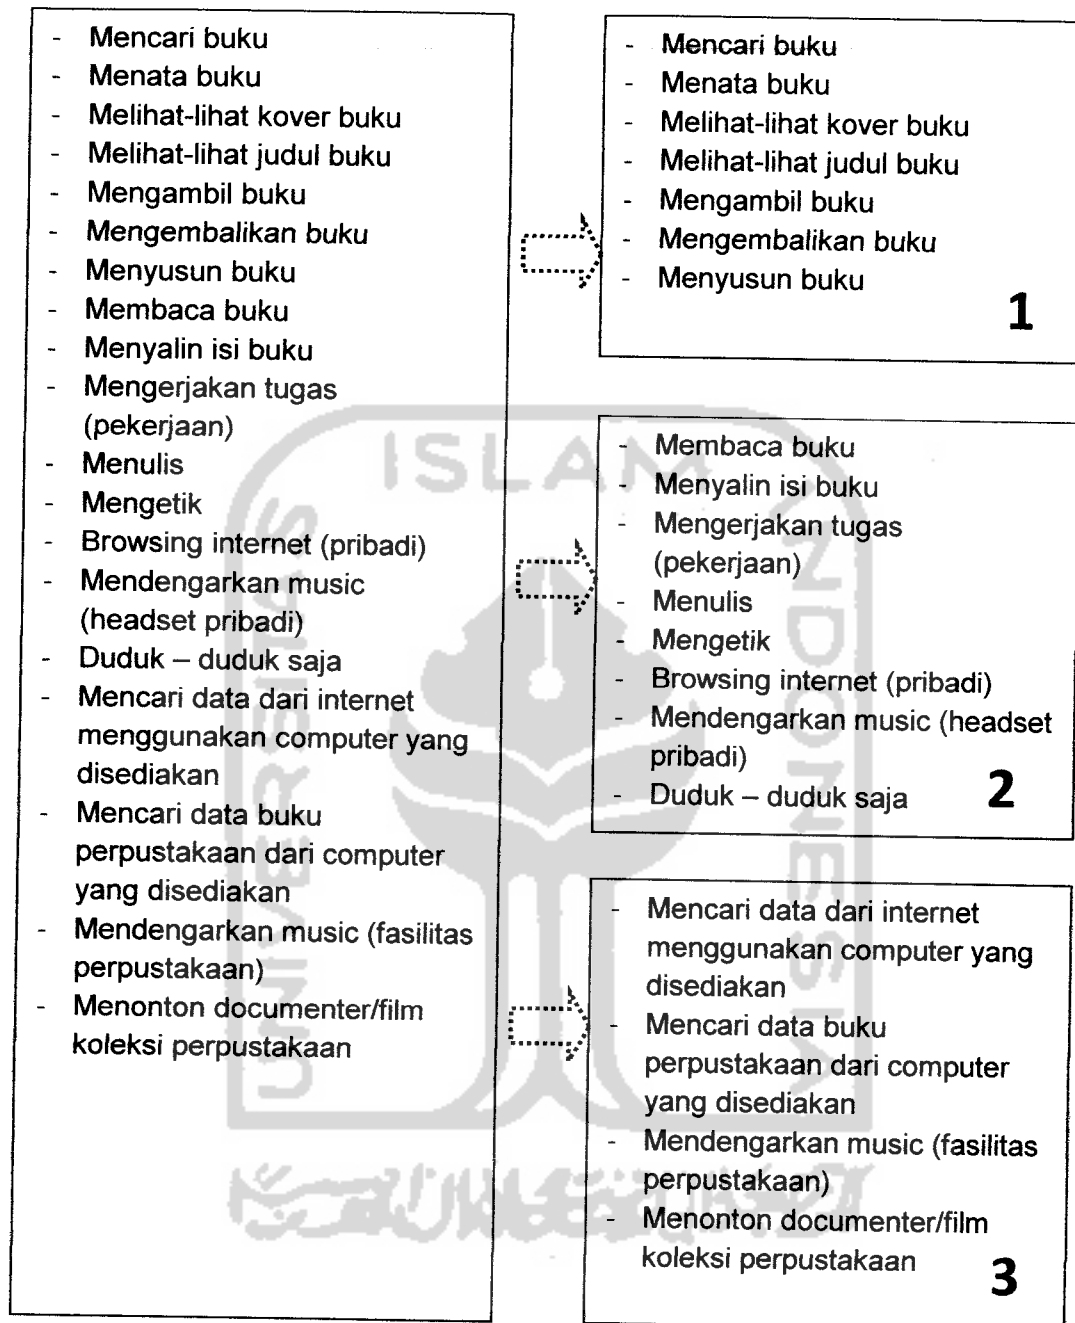 - Mencari buku
- Menata buku
- Melihat-lihat kover buku
- Melihat-lihat judul buku
- Mengambil buku
- Mengembalikan buku
- Menyusun buku
- Membaca buku
- Menyalin isi buku
- Mengerjakan tugas
(pekerjaan)
- Menulis
- Mengetik
- Browsing internet (pribadi)
- Mendengarkan music
(headset pribadi)
- Duduk – duduk saja
- Mencari data dari internet
menggunakan computer yang
disediakan
- Mencari data buku
perpustakaan dari computer
yang disediakan
- Mendengarkan music (fasilitas
perpustakaan)
- Menonton documenter/film
koleksi perpustakaan
- Mencari buku
- Menata buku
- Melihat-lihat kover buku
- Melihat-lihat judul buku
- Mengambil buku
- Mengembalikan buku
- Menyusun buku
1
- Membaca buku
- Menyalin isi buku
- Mengerjakan tugas
(pekerjaan)
- Menulis
- Mengetik
- Browsing internet (pribadi)
- Mendengarkan music (headset
pribadi)
- Duduk – duduk saja
2
- Mencari data dari internet
menggunakan computer yang
disediakan
- Mencari data buku
perpustakaan dari computer
yang disediakan
- Mendengarkan music (fasilitas
perpustakaan)
- Menonton documenter/film
koleksi perpustakaan
3
UNIVERSITAS
ISLAM
INDONESIA